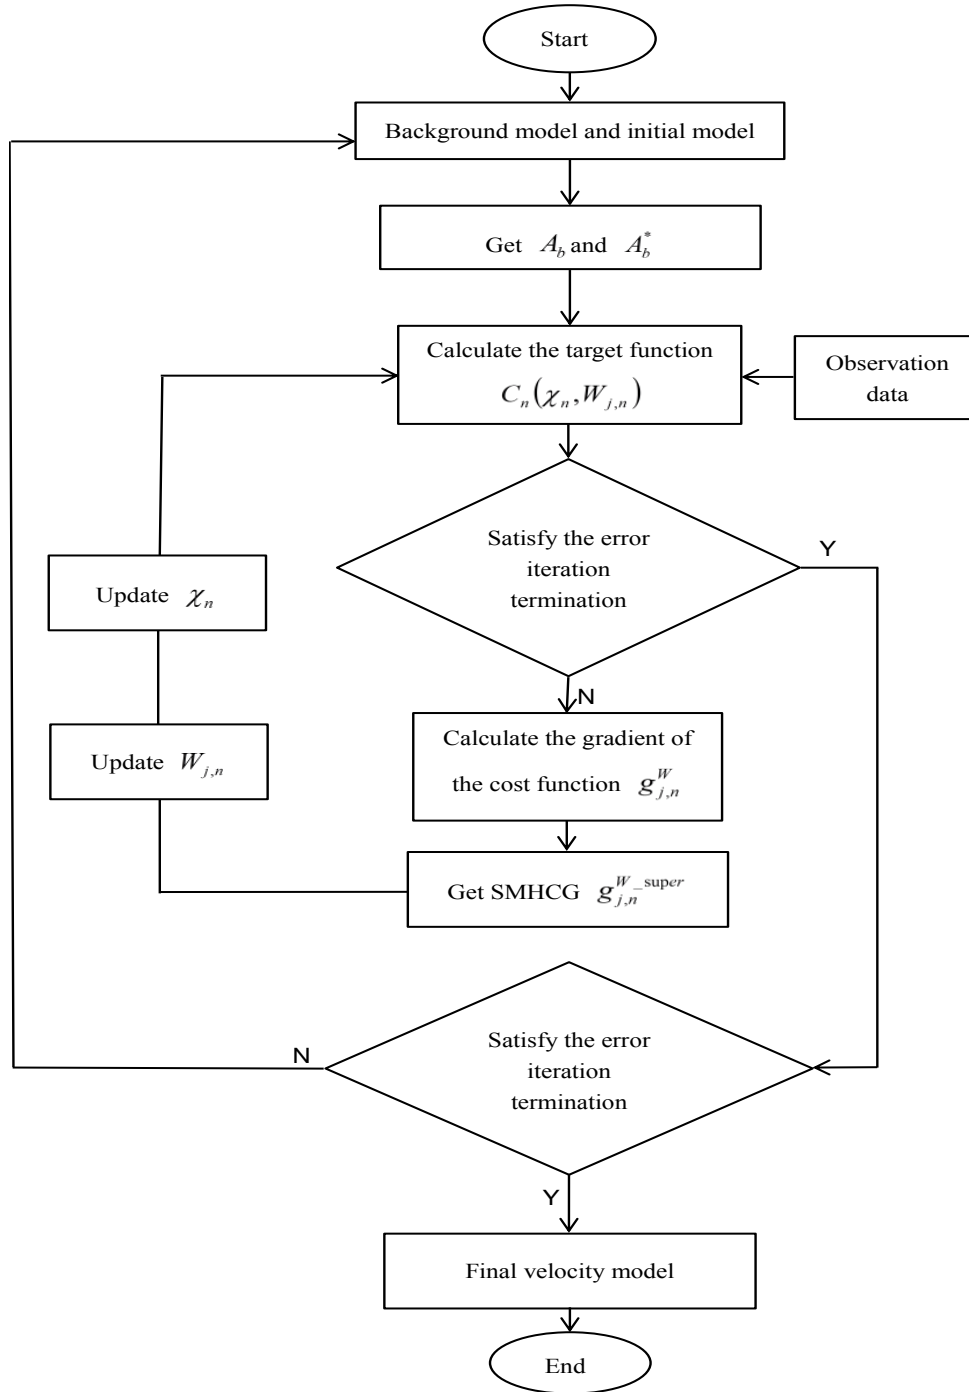 Start
Background model and initial model
Get A_b and A_b^*
Calculate the target function
C_n(χ_n, W_{j,n})
Observation
data
Satisfy the error
iteration
termination
Y
N
Update χ_n
Calculate the gradient of
the cost function g_{j,n}^W
Update W_{j,n}
Get SMHCG g_{j,n}^{W_super}
Satisfy the error
iteration
termination
N
Y
Final velocity model
End